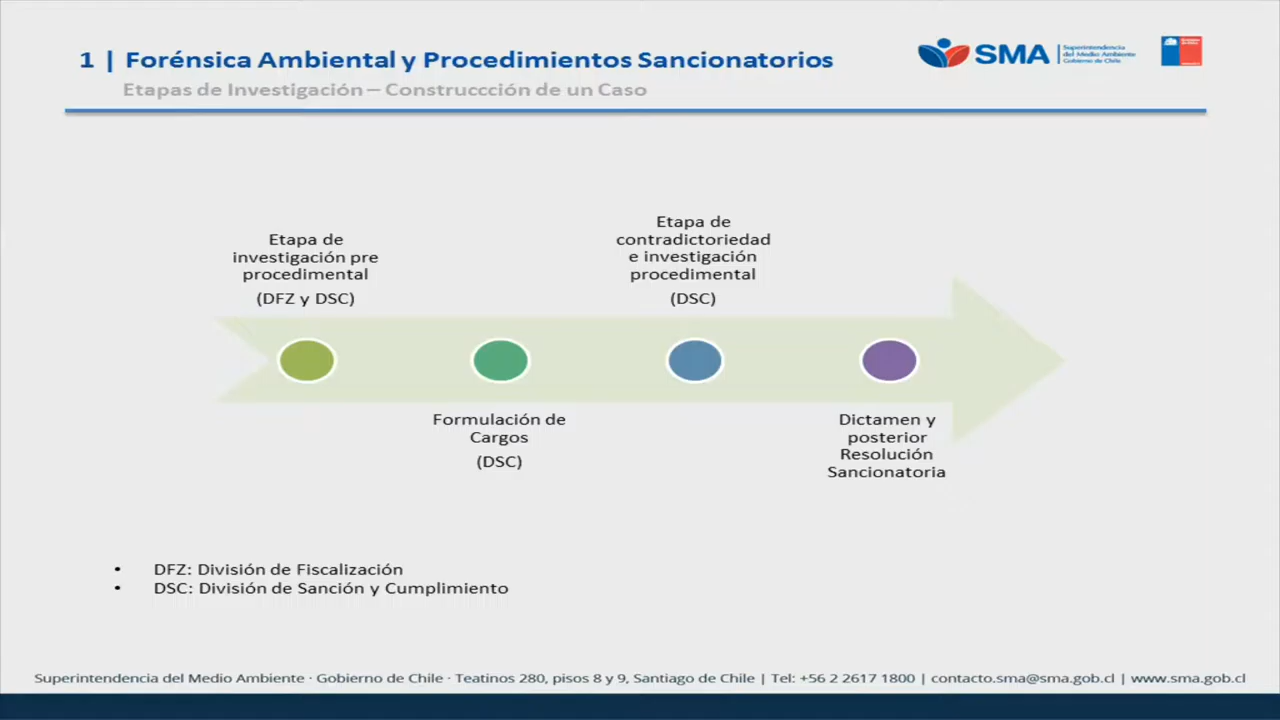 1 | Forénsica Ambiental y Procedimientos Sancionatorios
Etapas de Investigación – Construccción de un Caso
SMA
Superintendencia
del Medio Ambiente
Gobierno de Chile
Etapa de
investigación pre
procedimental
(DFZ y DSC)
Formulación de
Cargos
(DSC)
Etapa de
contradictoriedad
e investigación
procedimental
(DSC)
Dictamen y
posterior
Resolución
Sancionatoria
• DFZ: División de Fiscalización
• DSC: División de Sanción y Cumplimiento
Superintendencia del Medio Ambiente · Gobierno de Chile · Teatinos 280, pisos 8 y 9, Santiago de Chile | Tel: +56 2 2617 1800 | contacto.sma@sma.gob.cl | www.sma.gob.cl